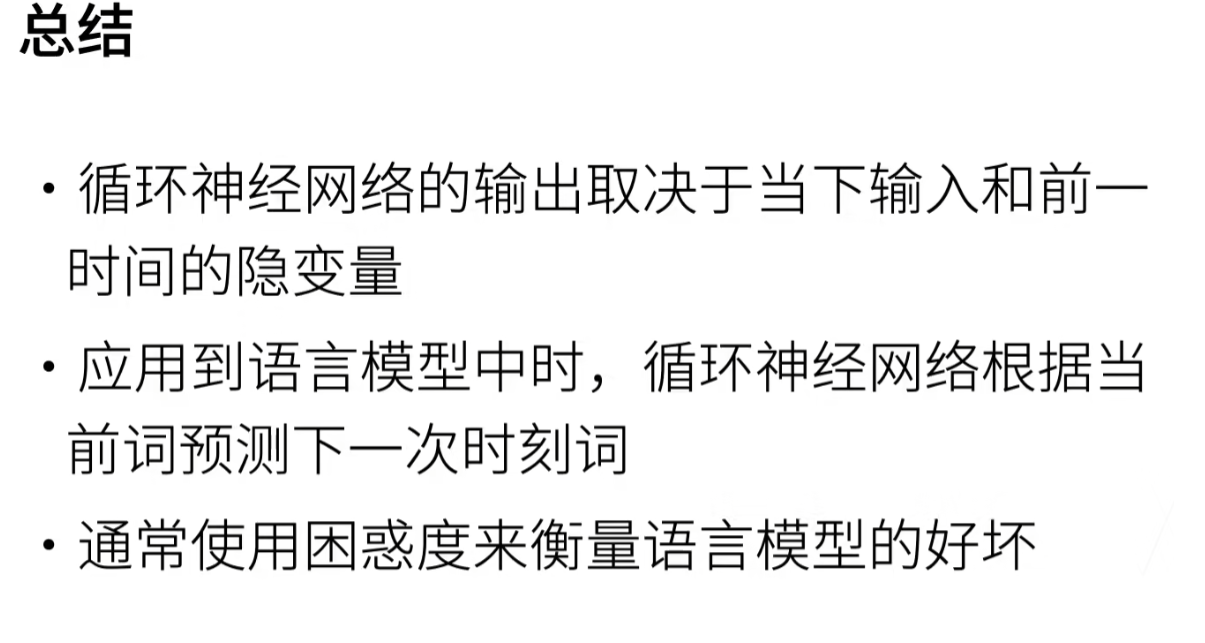 总结
• 循环神经网络的输出取决于当下输入和前一
时间的隐变量
• 应用到语言模型中时，循环神经网络根据当
前词预测下一次时刻词
• 通常使用困惑度来衡量语言模型的好坏